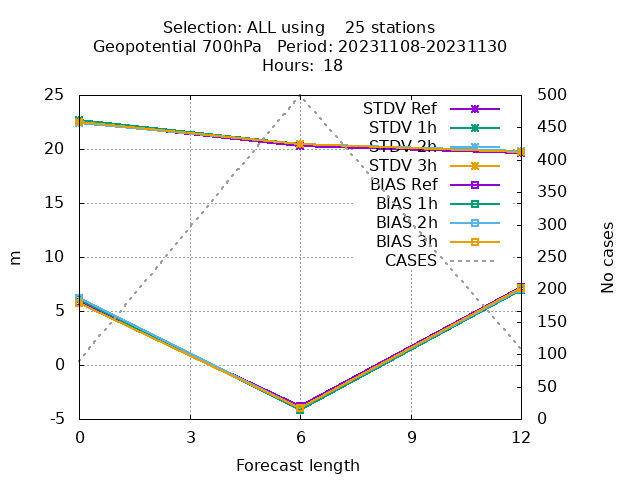 Selection: ALL using 25 stations
Geopotential 700hPa Period: 20231108-20231130
Hours: 18
25
20
15
10
5
0
-5
m
500
450
400
350
300
250
200
150
100
50
0
No cases
STDV Ref
STDV 1h
STDV 2h
STDV 3h
BIAS Ref
BIAS 1h
BIAS 2h
BIAS 3h
CASES
0 3 6 9 12
Forecast length